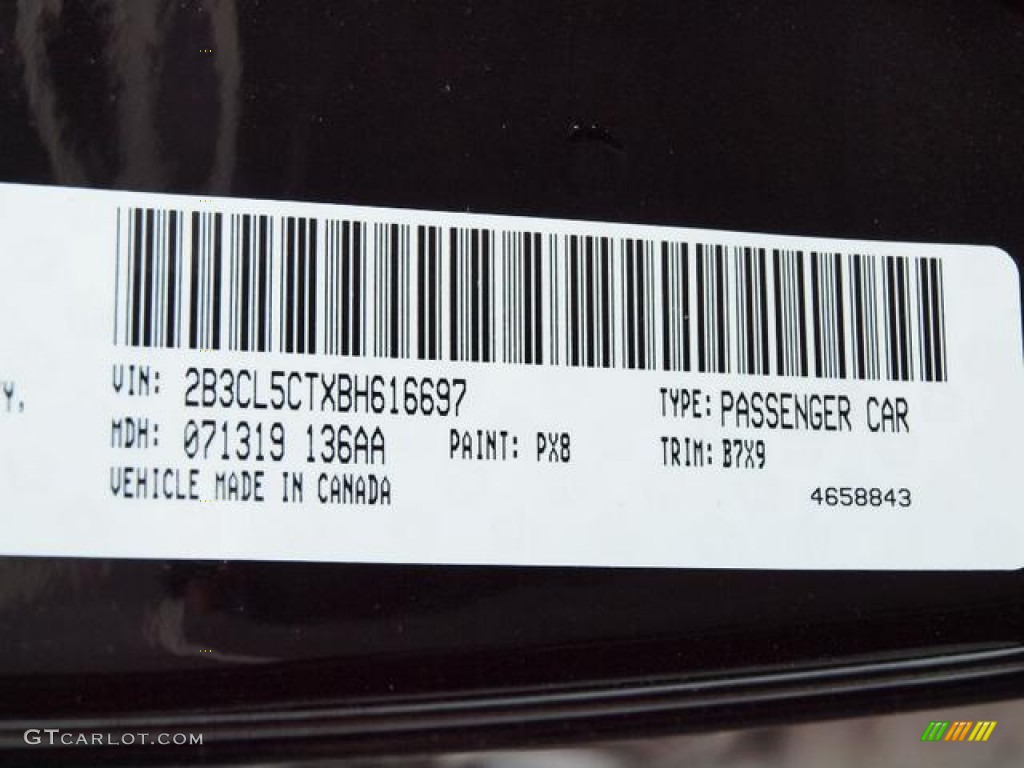 Y,
VIN: 2B3CL5CTXBH616697
TYPE: PASSENGER CAR
MDH: 071319 136AA
PAINT: PX8
TRIM: B7X9
VEHICLE MADE IN CANADA
4658843
GTCARLOT.COM